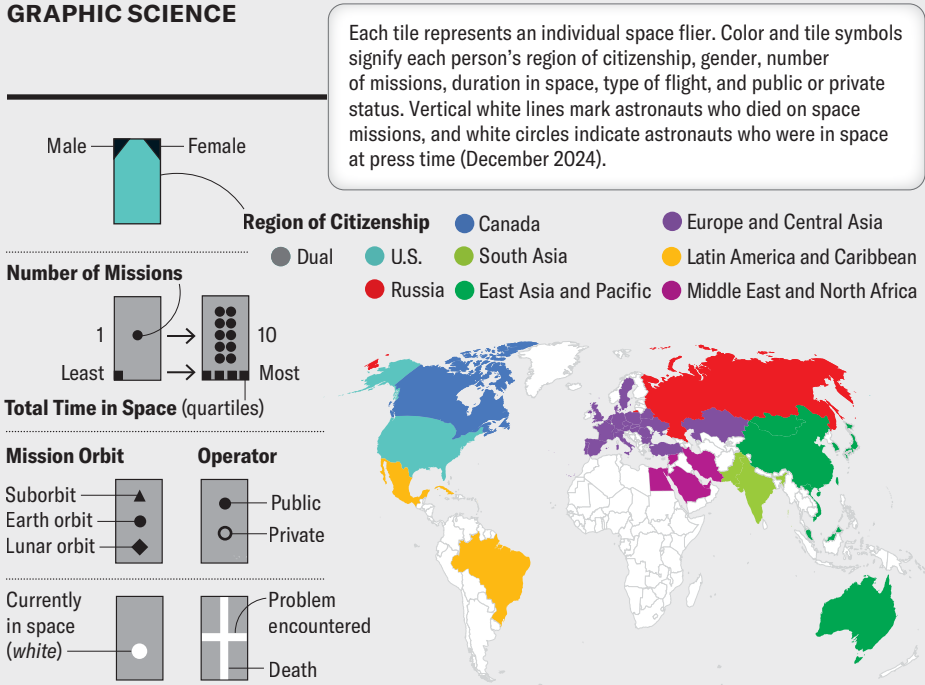 GRAPHIC SCIENCE
Each tile represents an individual space flier. Color and tile symbols
signify each person’s region of citizenship, gender, number
of missions, duration in space, type of flight, and public or private
status. Vertical white lines mark astronauts who died on space
missions, and white circles indicate astronauts who were in space
at press time (December 2024).
Male
Female
Region of Citizenship
Dual
U.S.
Russia
Canada
South Asia
East Asia and Pacific
Europe and Central Asia
Latin America and Caribbean
Middle East and North Africa
Number of Missions
1
10
Least
Most
Total Time in Space (quartiles)
Mission Orbit
Suborbit
Earth orbit
Lunar orbit
Operator
Public
Private
Currently
in space
(white)
Problem
encountered
Death